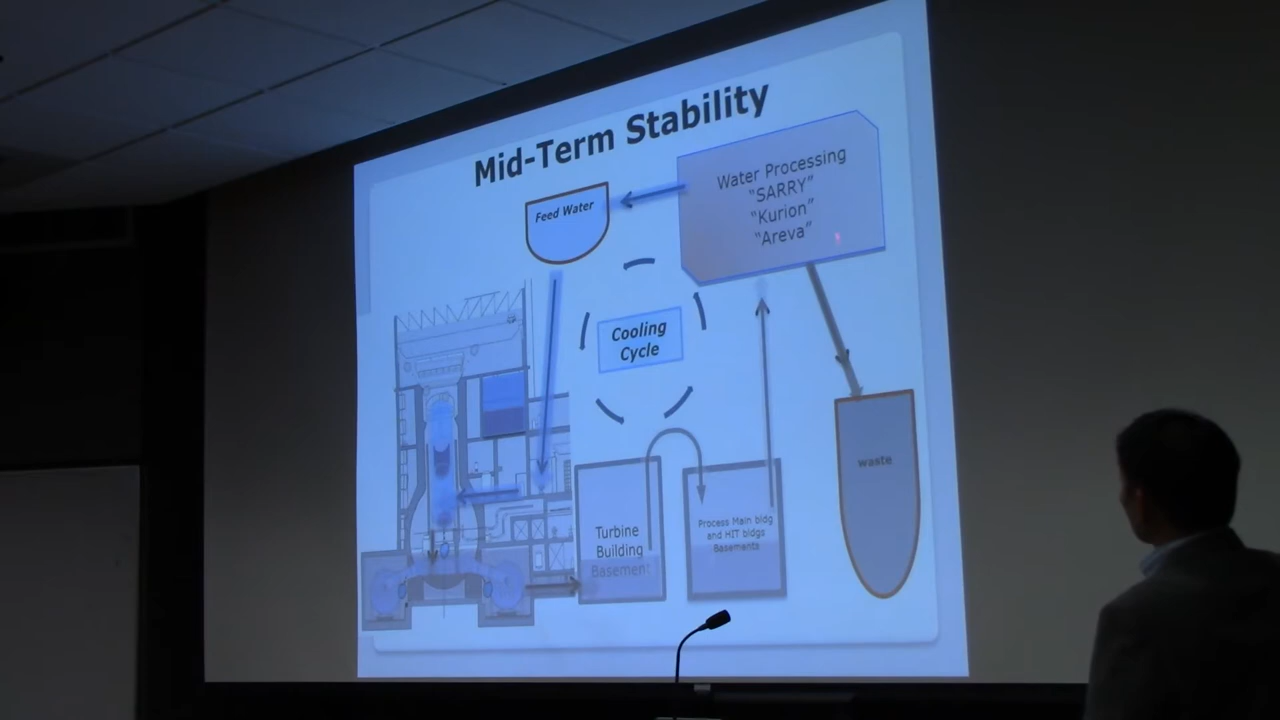 Mid-Term Stability
Water Processing
“SARRY”
“Kurion”
“Areva”
Feed Water
Cooling
Cycle
waste
Turbine
Building
Basement
Process Main bldg
and HIT bldgs
Basements